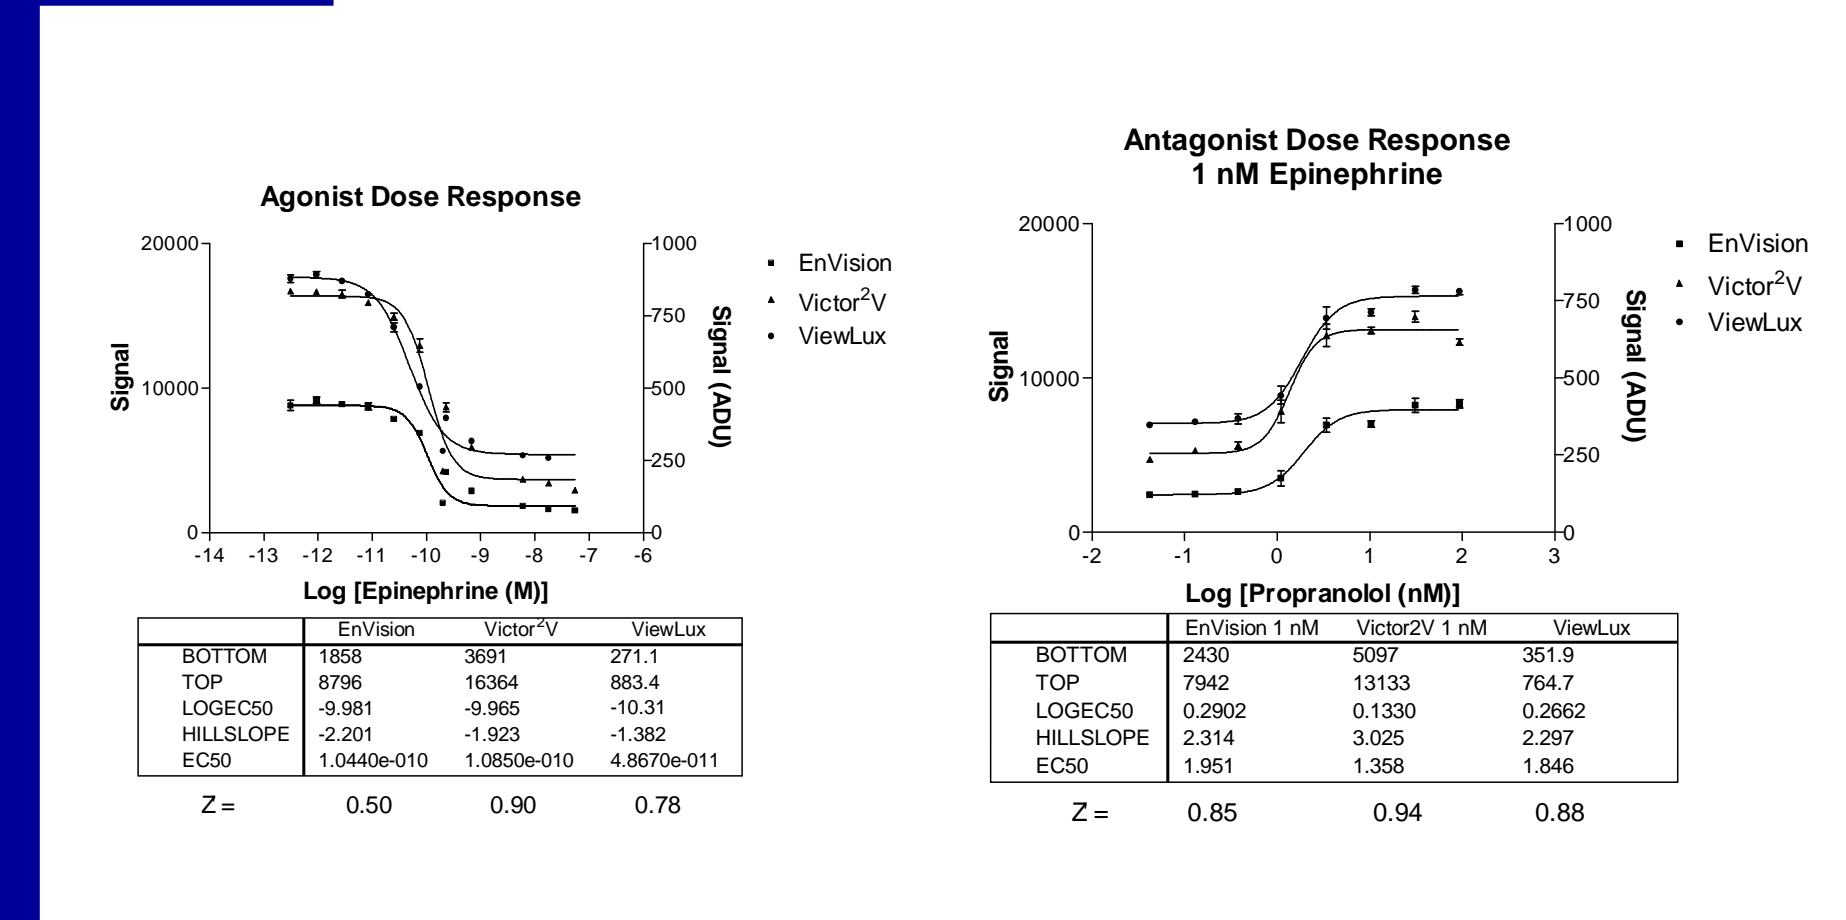 Agonist Dose Response
20000
10000
0
Signal
1000
750
500
250
0
Signal (ADU)
-14 -13 -12 -11 -10 -9 -8 -7 -6
Log [Epinephrine (M)]
EnVision
Victor²V
ViewLux
EnVision Victor²V ViewLux
BOTTOM 1858 3691 271.1
TOP 8796 16364 883.4
LOGEC50 -9.981 -9.965 -10.31
HILLSLOPE -2.201 -1.923 -1.382
EC50 1.0440e-010 1.0850e-010 4.8670e-011
Z' = 0.50 0.90 0.78
Antagonist Dose Response
1 nM Epinephrine
20000
10000
0
Signal
1000
750
500
250
0
Signal (ADU)
-2 -1 0 1 2 3
Log [Propranolol (nM)]
EnVision
Victor²V
ViewLux
EnVision 1 nM Victor2V 1 nM ViewLux
BOTTOM 2430 5097 351.9
TOP 7942 13133 764.7
LOGEC50 0.2902 0.1330 0.2662
HILLSLOPE 2.314 3.025 2.297
EC50 1.951 1.358 1.846
Z' = 0.85 0.94 0.88